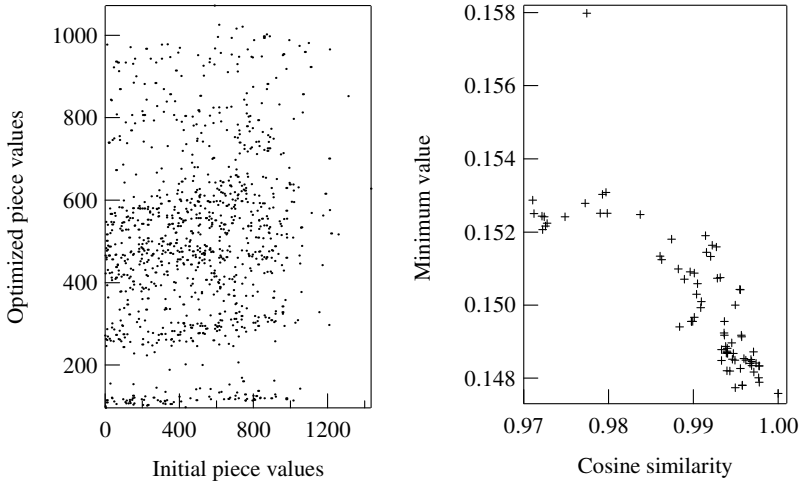 Optimized piece values
1000
800
600
400
200
0 400 800 1200
Initial piece values
Minimum value
0.158
0.156
0.154
0.152
0.150
0.148
0.97 0.98 0.99 1.00
Cosine similarity